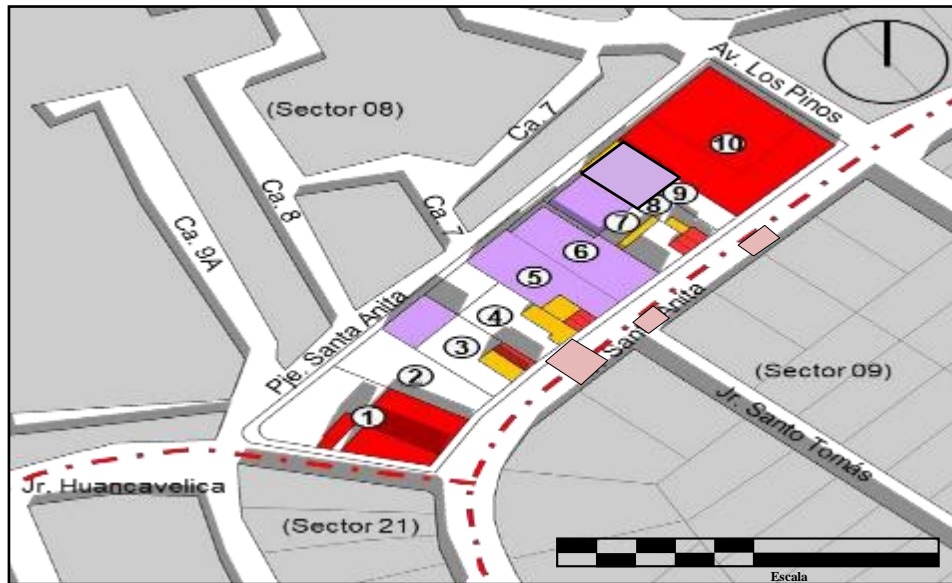 Av. Los Pinos
(Sector 08)
Ca. 7
10
Ca. 8
Ca. 7
9
8
7
Ca. 9A
6
5
Pje. Santa Anita
4
Santa Anita
3
(Sector 09)
2
Jr. Santo Tomás
1
Jr. Huancavelica
(Sector 21)
Escala